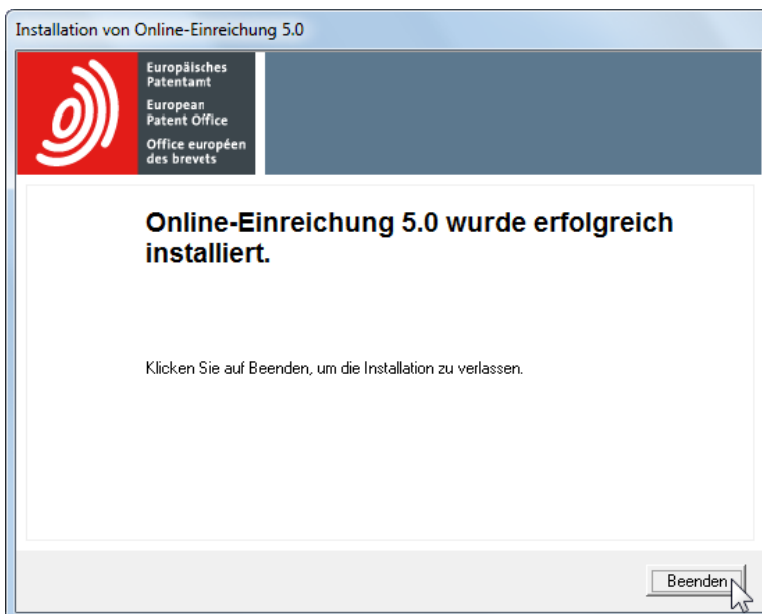 Installation von Online-Einreichung 5.0
Europäisches
Patentamt
European
Patent Office
Office européen
des brevets
Online-Einreichung 5.0 wurde erfolgreich
installiert.
Klicken Sie auf Beenden, um die Installation zu verlassen.
Beenden